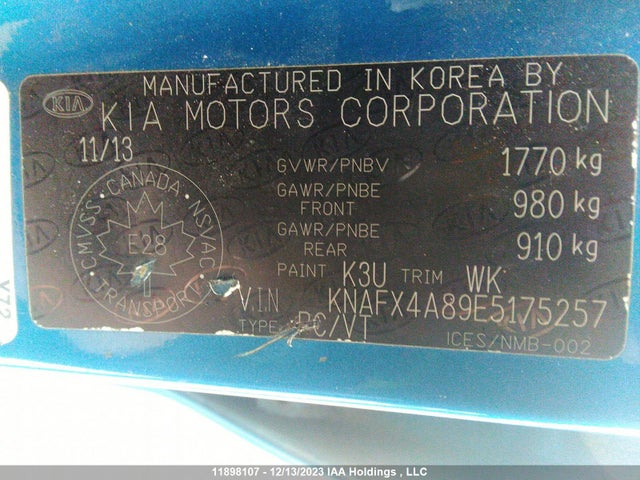 KIA
MANUFACTURED IN KOREA BY
KIA MOTORS CORPORATION
11/13
GVWR/PNBV 1770 kg
GAWR/PNBE FRONT 980 kg
GAWR/PNBE REAR 910 kg
PAINT K3U TRIM WK
VIN KNAFX4A89E5175257
TYPE PC/VT
ICES/NMB-002
CMVSS CANADA NSVAC
E28
TRANSPORT
11898107 - 12/13/2023 IAA Holdings , LLC